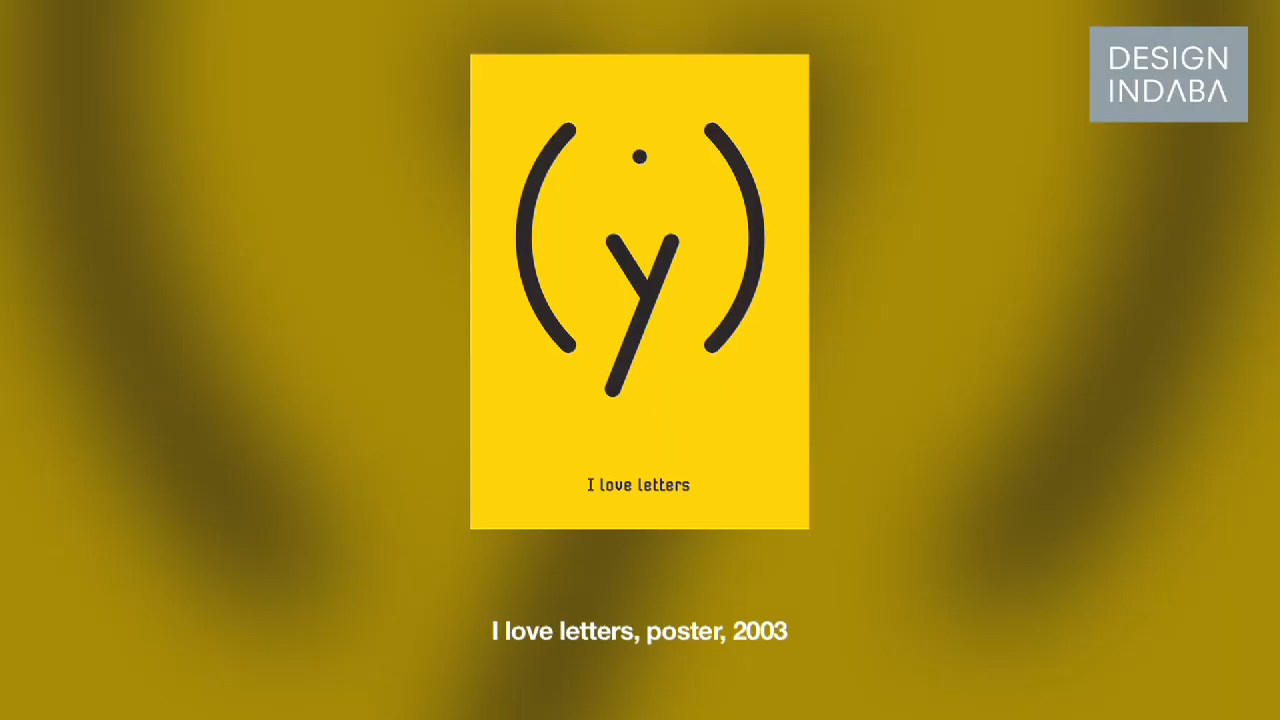 DESIGN
INDABA
(y)
I love letters
I love letters, poster, 2003